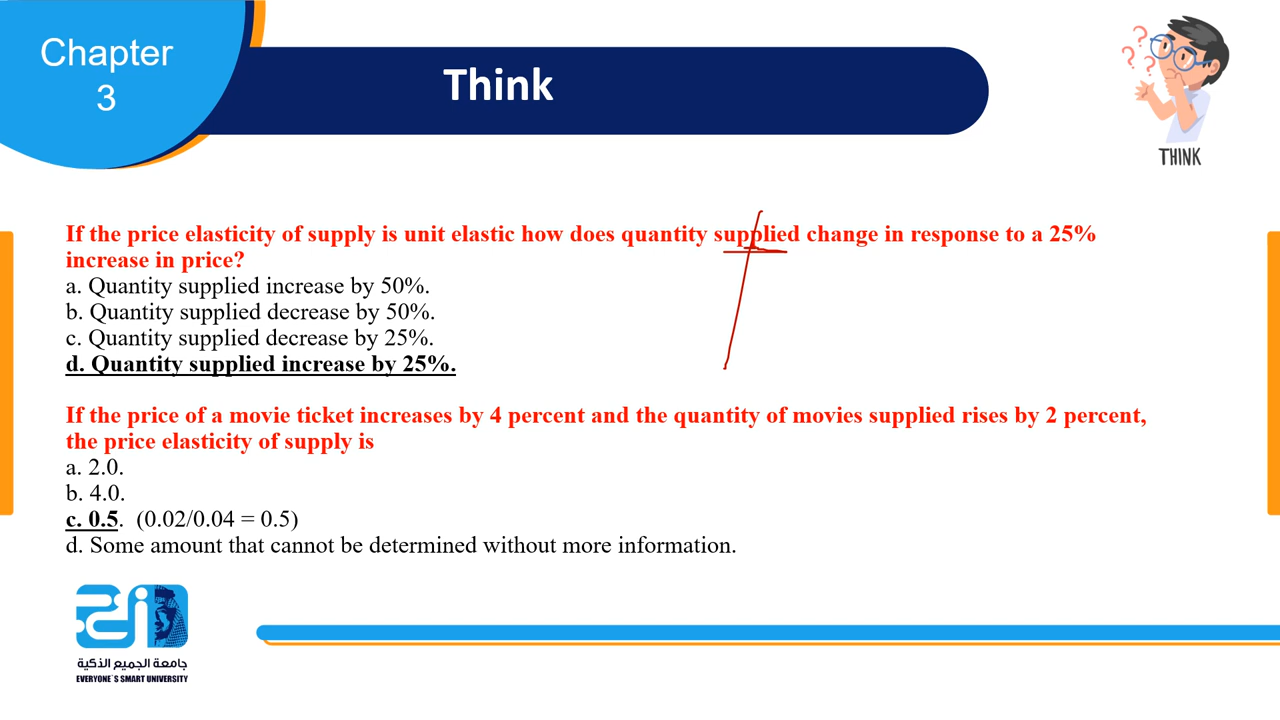 Chapter
3
Think
THINK
If the price elasticity of supply is unit elastic how does quantity supplied change in response to a 25%
increase in price?
a. Quantity supplied increase by 50%.
b. Quantity supplied decrease by 50%.
c. Quantity supplied decrease by 25%.
d. Quantity supplied increase by 25%.
If the price of a movie ticket increases by 4 percent and the quantity of movies supplied rises by 2 percent,
the price elasticity of supply is
a. 2.0.
b. 4.0.
c. 0.5.  (0.02/0.04 = 0.5)
d. Some amount that cannot be determined without more information.
جامعة الجميع الذكية
EVERYONE`S SMART UNIVERSITY